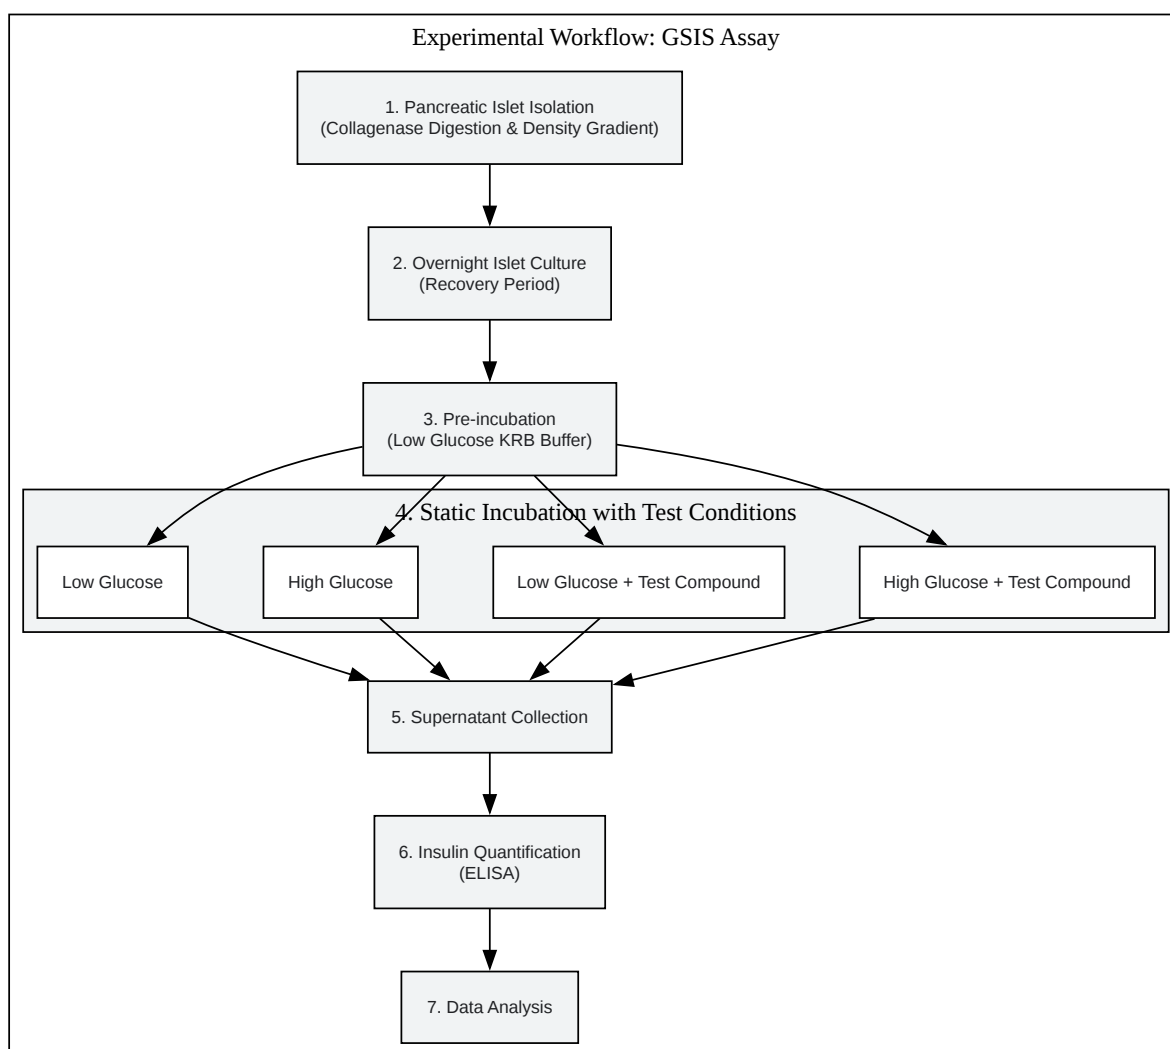 Experimental Workflow: GSIS Assay
1. Pancreatic Islet Isolation
(Collagenase Digestion & Density Gradient)
2. Overnight Islet Culture
(Recovery Period)
3. Pre-incubation
(Low Glucose KRB Buffer)
4. Static Incubation with Test Conditions
Low Glucose
High Glucose
Low Glucose + Test Compound
High Glucose + Test Compound
5. Supernatant Collection
6. Insulin Quantification
(ELISA)
7. Data Analysis